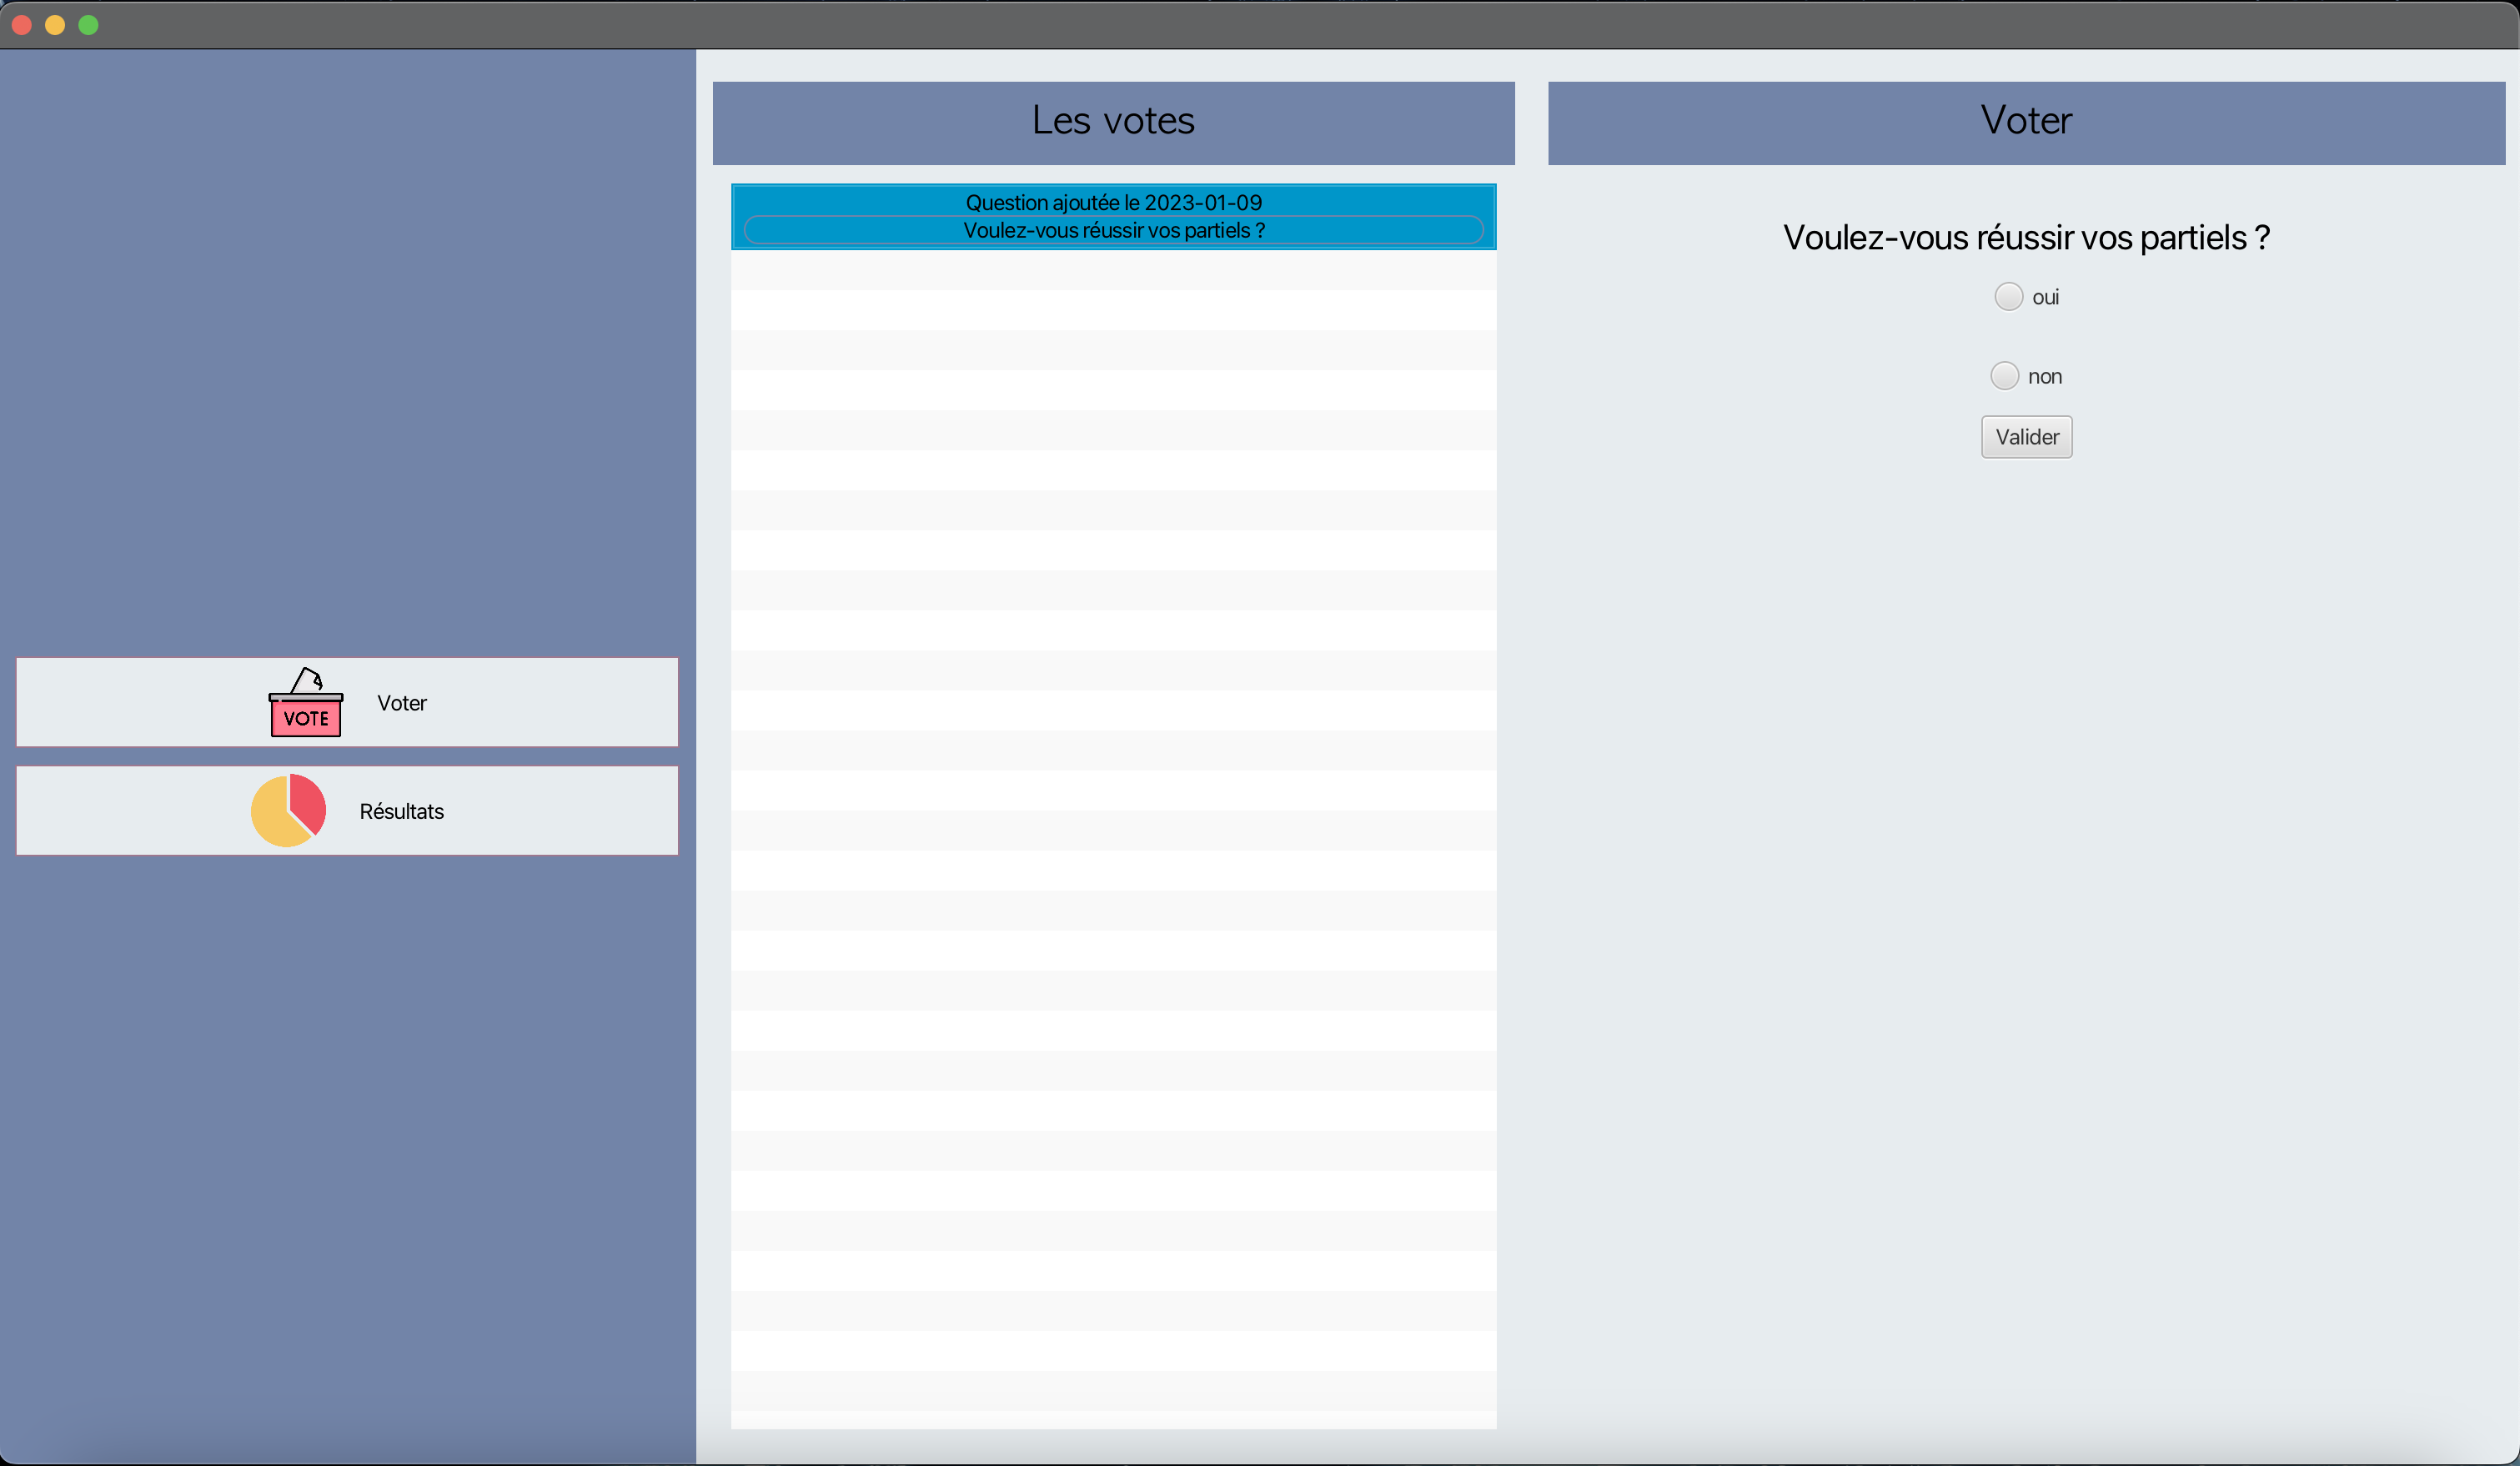 VOTE
Voter
Résultats
Les votes
Question ajoutée le 2023-01-09
Voulez-vous réussir vos partiels ?
Voter
Voulez-vous réussir vos partiels ?
oui
non
Valider